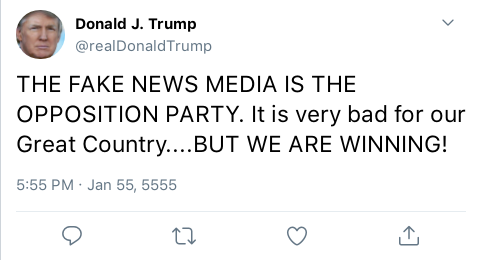 Donald J. Trump
@realDonaldTrump
THE FAKE NEWS MEDIA IS THE
OPPOSITION PARTY. It is very bad for our
Great Country....BUT WE ARE WINNING!
5:55 PM · Jan 55, 5555